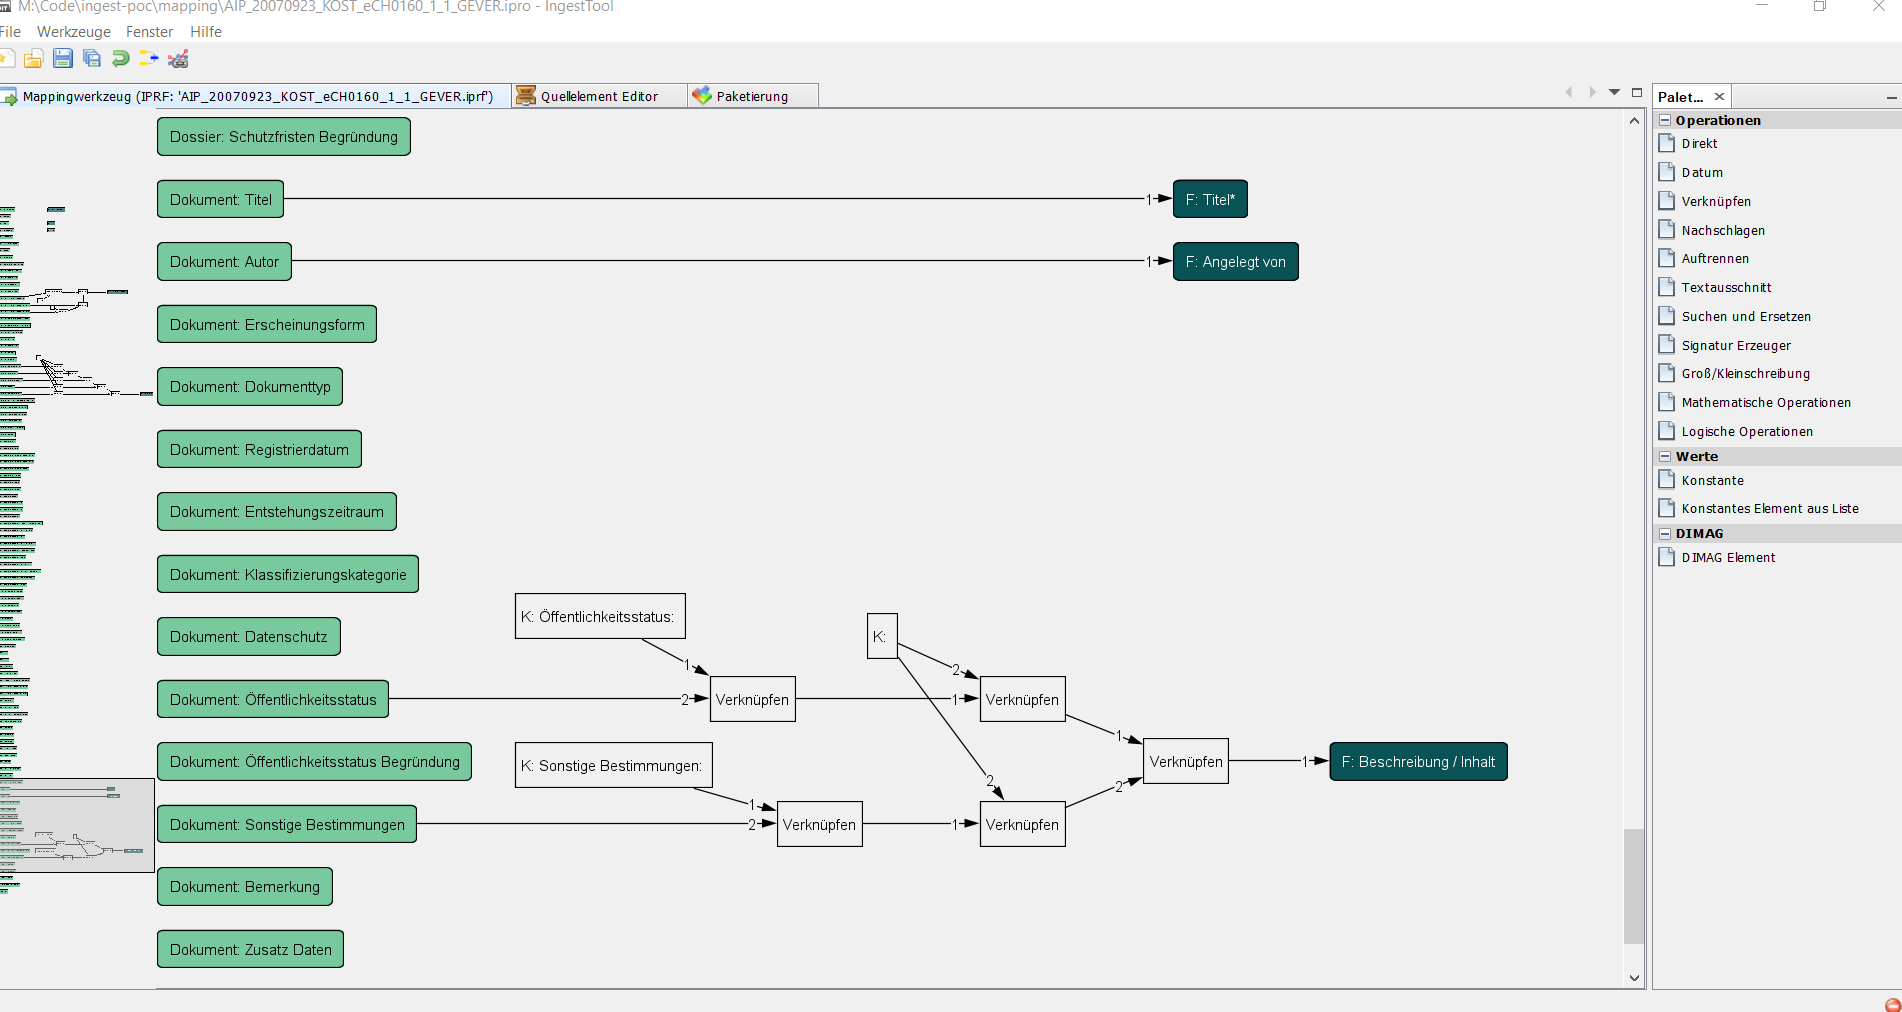 M:\Code\ingest-poc\mapping\AIP_20070923_KOST_eCH0160_1_1_GEVER.ipro - IngestTool
File Werkzeuge Fenster Hilfe
Mappingwerkzeug (IPRF: 'AIP_20070923_KOST_eCH0160_1_1_GEVER.iprf')
Quellelement Editor
Paketierung
Dossier: Schutzfristen Begründung
Dokument: Titel
1
F: Titel*
Dokument: Autor
1
F: Angelegt von
Dokument: Erscheinungsform
Dokument: Dokumenttyp
Dokument: Registrierdatum
Dokument: Entstehungszeitraum
Dokument: Klassifizierungskategorie
K: Öffentlichkeitsstatus:
K:
Dokument: Datenschutz
1
2
Dokument: Öffentlichkeitsstatus
2
Verknüpfen
1
Verknüpfen
1
Dokument: Öffentlichkeitsstatus Begründung
K: Sonstige Bestimmungen:
Verknüpfen
1
F: Beschreibung / Inhalt
2
2
1
Dokument: Sonstige Bestimmungen
2
Verknüpfen
1
Verknüpfen
Dokument: Bemerkung
Dokument: Zusatz Daten
Palet...
Operationen
Direkt
Datum
Verknüpfen
Nachschlagen
Auftrennen
Textausschnitt
Suchen und Ersetzen
Signatur Erzeuger
Groß/Kleinschreibung
Mathematische Operationen
Logische Operationen
Werte
Konstante
Konstantes Element aus Liste
DIMAG
DIMAG Element